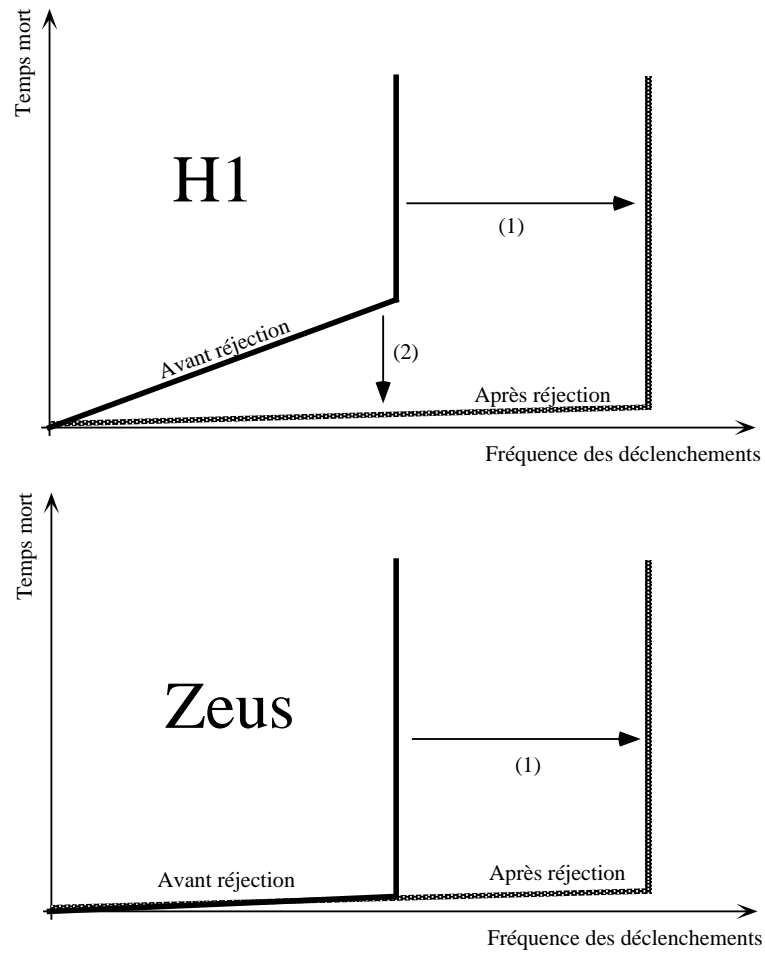 Temps mort
H1
(1)
Avant réjection
(2)
Après réjection
Fréquence des déclenchements
Temps mort
Zeus
(1)
Avant réjection
Après réjection
Fréquence des déclenchements